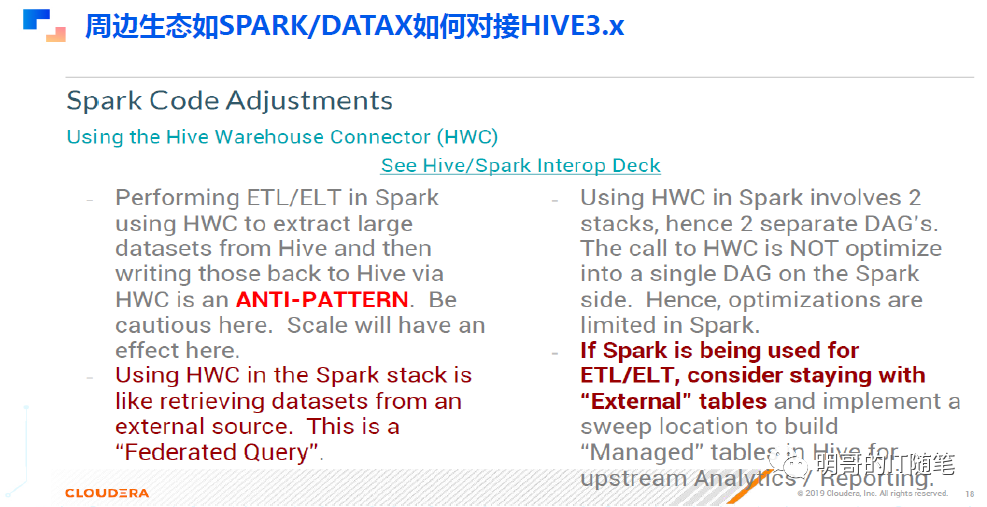 周边生态如SPARK/DATAX如何对接HIVE3.x
Spark Code Adjustments
Using the Hive Warehouse Connector (HWC)
See Hive/Spark Interop Deck
- Performing ETL/ELT in Spark
using HWC to extract large
datasets from Hive and then
writing those back to Hive via
HWC is an ANTI-PATTERN. Be
cautious here. Scale will have an
effect here.
- Using HWC in the Spark stack is
like retrieving datasets from an
external source. This is a
“Federated Query”.
- Using HWC in Spark involves 2
stacks, hence 2 separate DAG’s.
The call to HWC is NOT optimize
into a single DAG on the Spark
side. Hence, optimizations are
limited in Spark.
- If Spark is being used for
ETL/ELT, consider staying with
“External” tables and implement a
sweep location to build
“Managed” tables in Hive for
upstream Analytics / Reporting.
明哥的IT随笔
CLOUDERA
© 2019 Cloudera, Inc. All rights reserved. 18